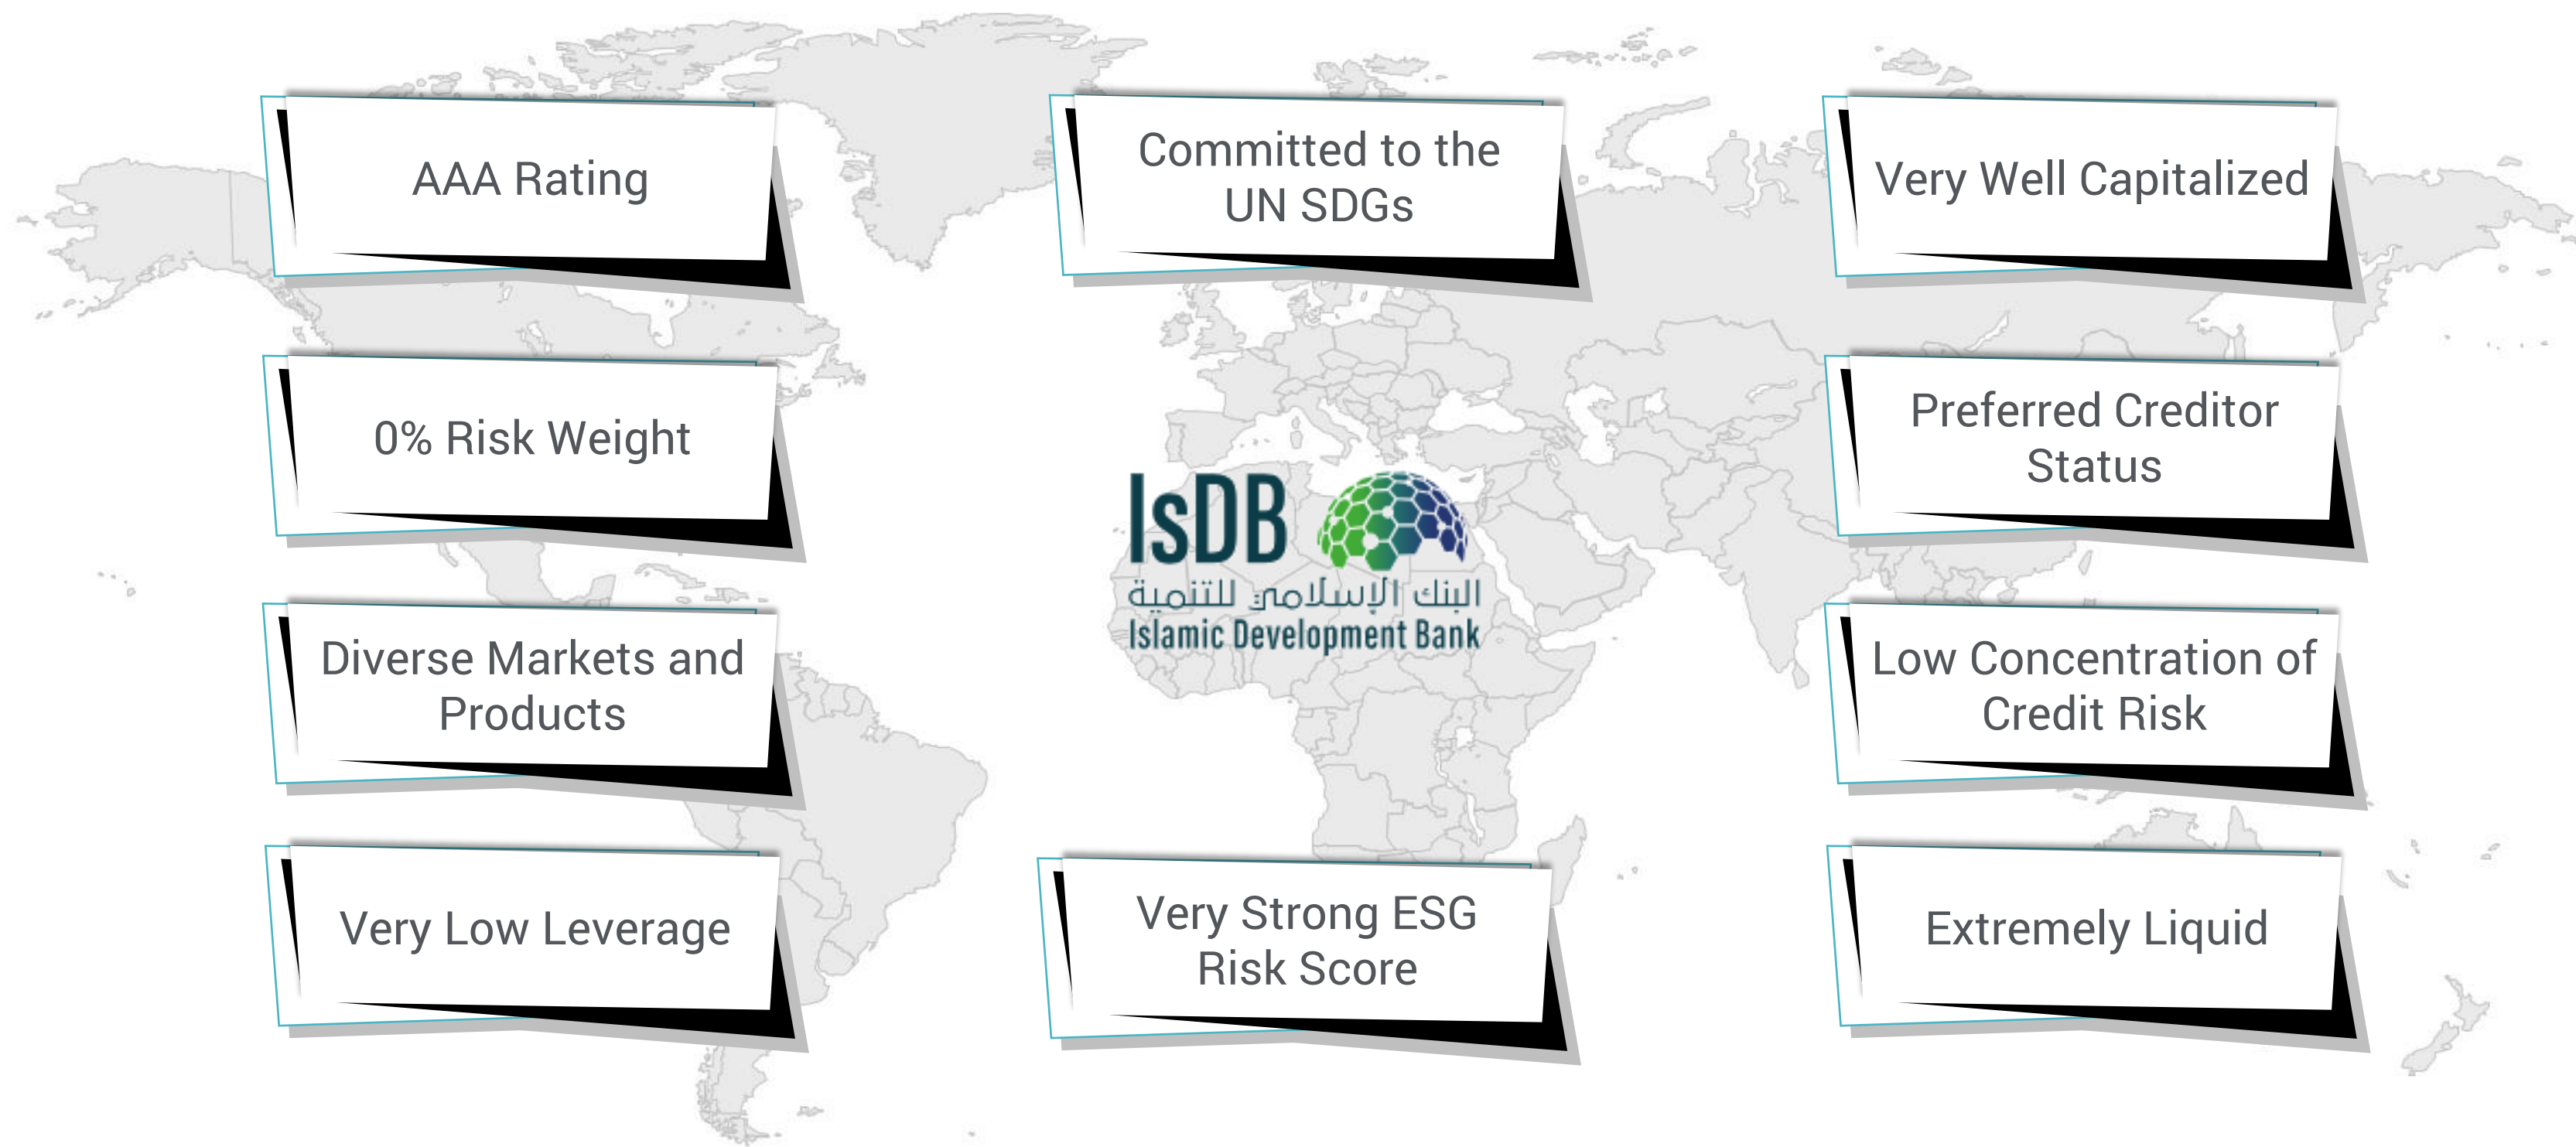 AAA Rating
Committed to the
UN SDGs
Very Well Capitalized
0% Risk Weight
Preferred Creditor
Status
IsDB
البنك الإسلامي للتنمية
Islamic Development Bank
Diverse Markets and
Products
Low Concentration of
Credit Risk
Very Low Leverage
Very Strong ESG
Risk Score
Extremely Liquid